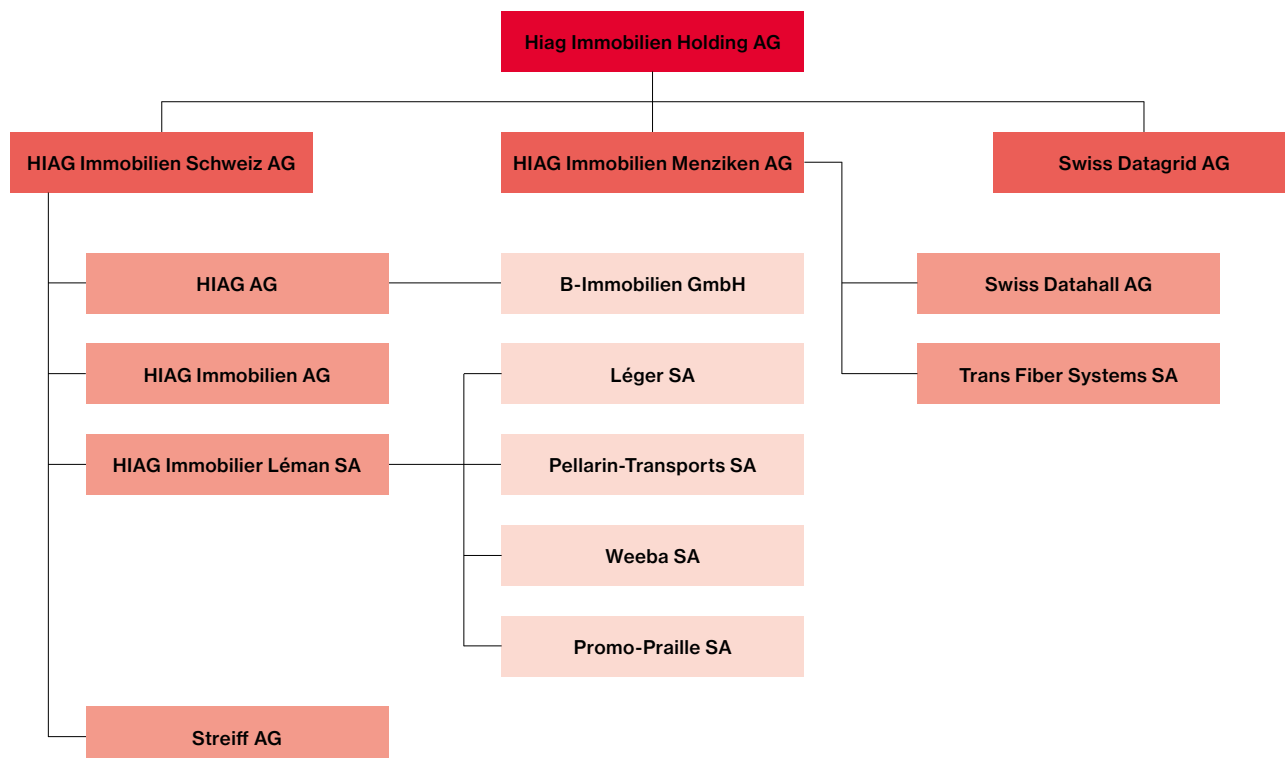 Hiag Immobilien Holding AG
HIAG Immobilien Schweiz AG
HIAG Immobilien Menziken AG
Swiss Datagrid AG
HIAG AG
B-Immobilien GmbH
Swiss Datahall AG
HIAG Immobilien AG
Léger SA
Trans Fiber Systems SA
HIAG Immobilier Léman SA
Pellarin-Transports SA
Weeba SA
Promo-Praille SA
Streiff AG